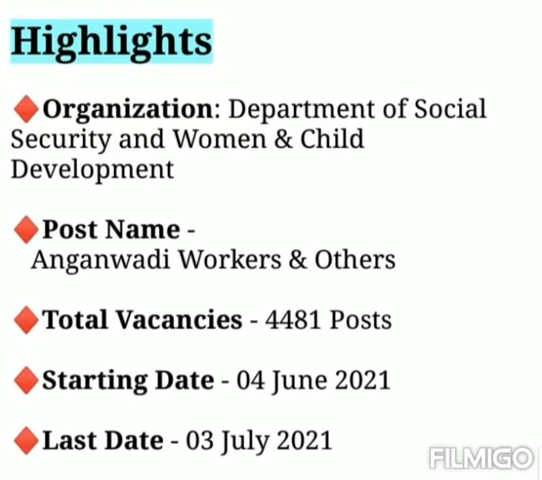 Highlights
♦Organization: Department of Social
Security and Women & Child
Development
♦Post Name -
Anganwadi Workers & Others
♦Total Vacancies - 4481 Posts
♦Starting Date - 04 June 2021
♦Last Date - 03 July 2021
FILMIGO